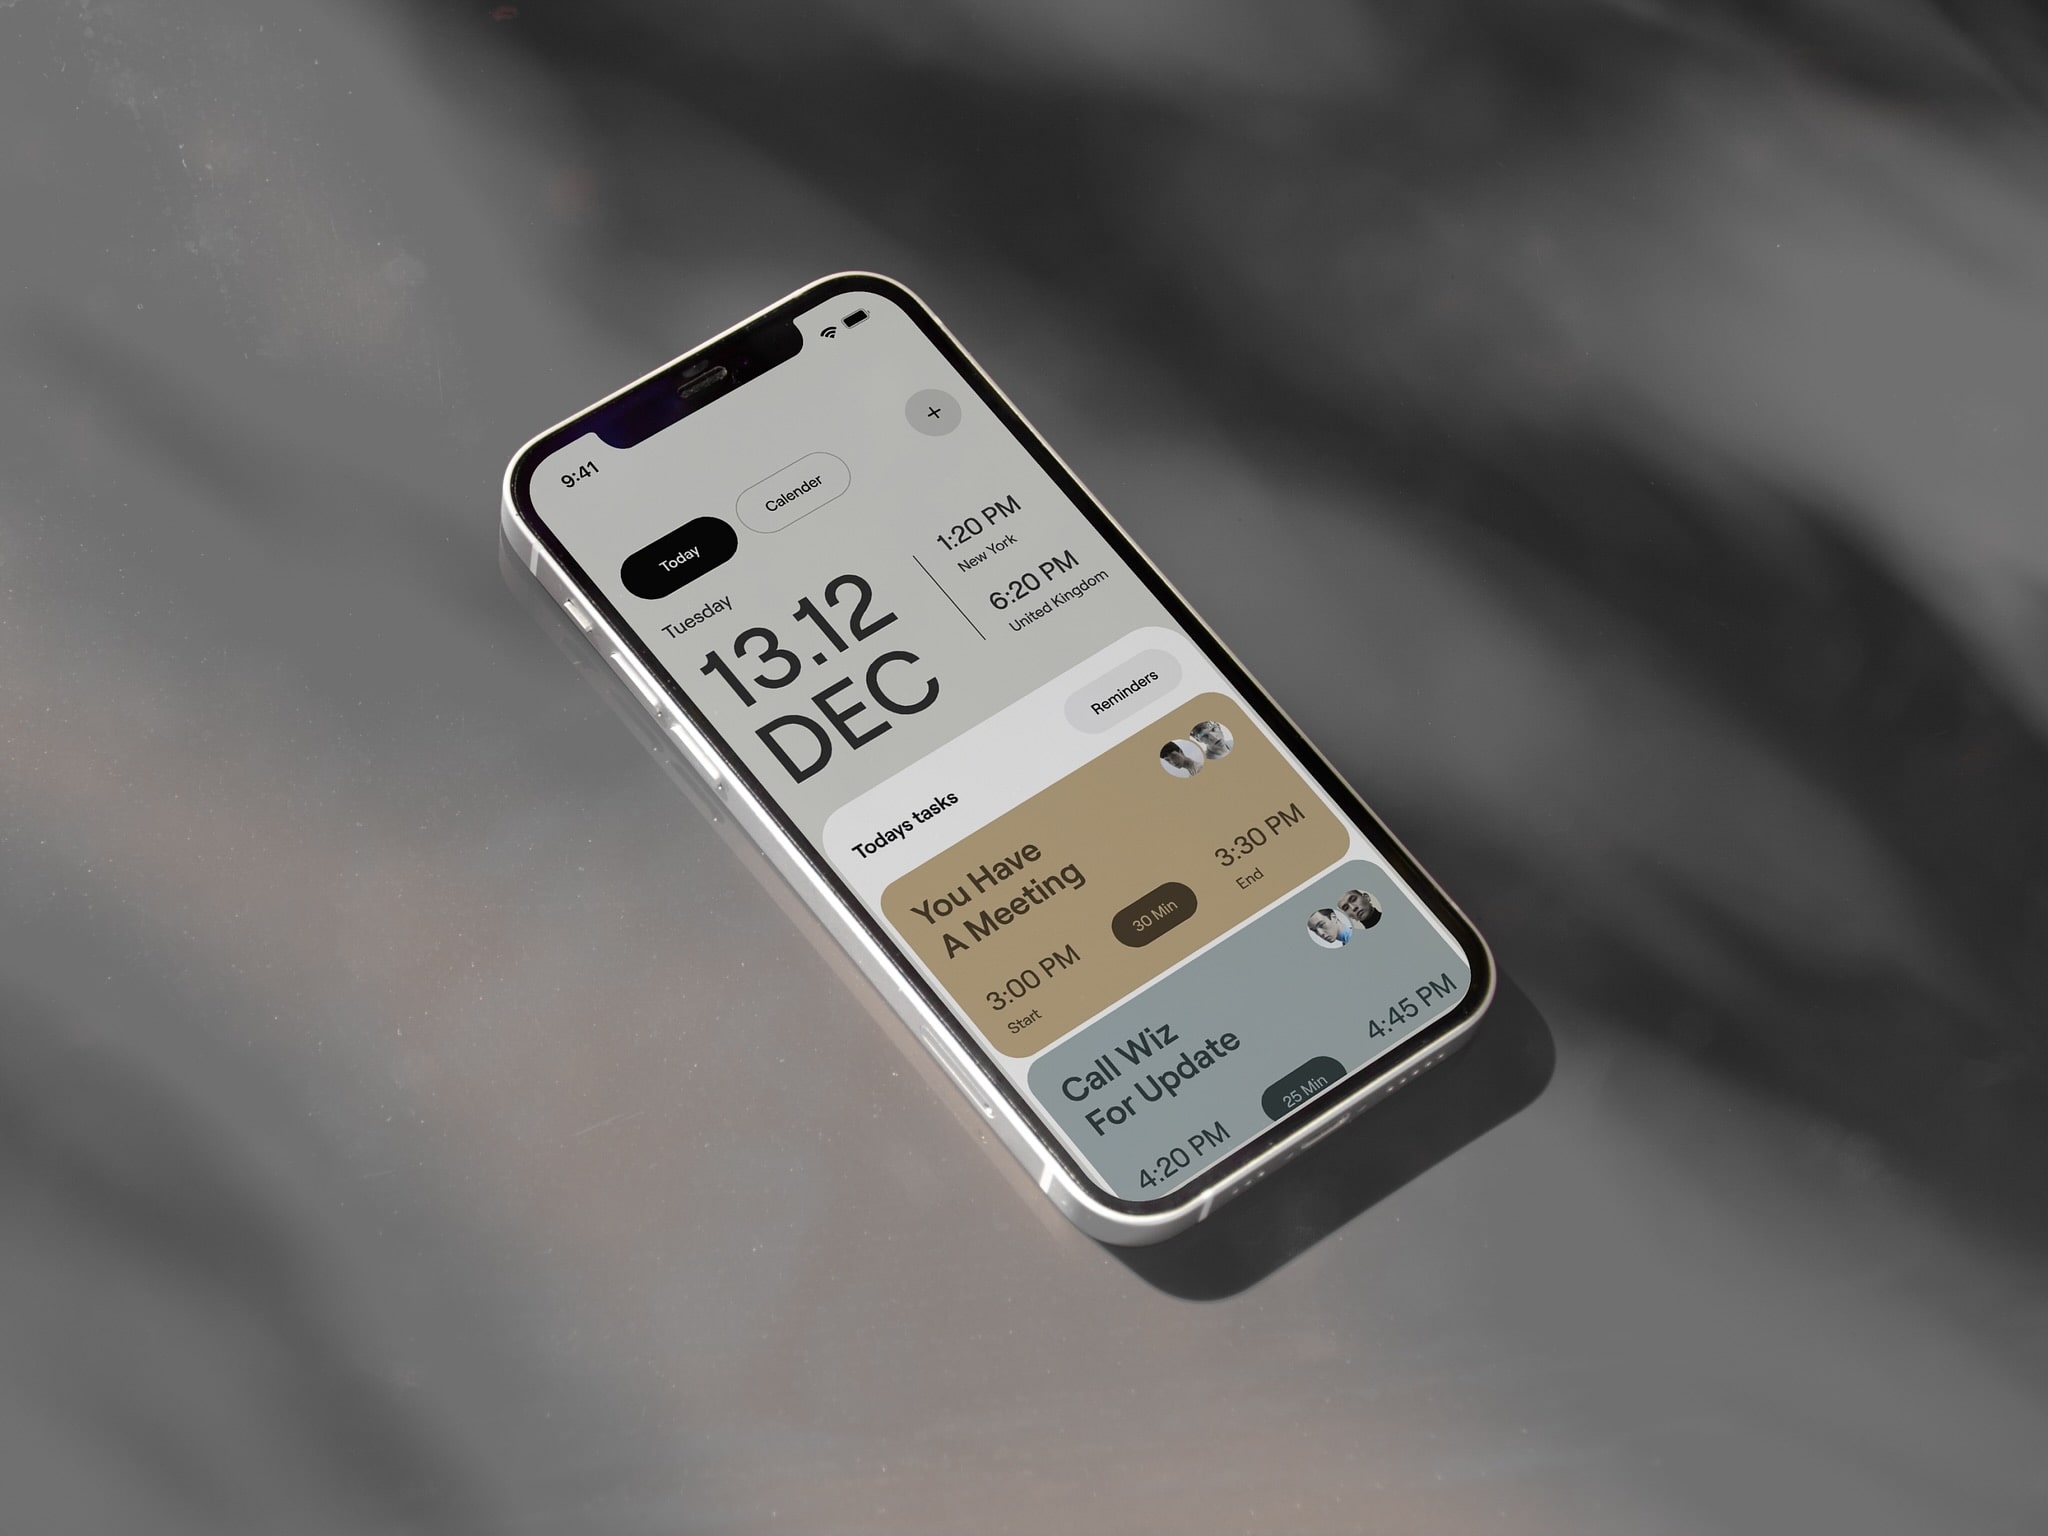 9:41
Today
Calender
+
Tuesday
13.12
DEC
1:20 PM
New York
6:20 PM
United Kingdom
Todays tasks
Reminders
You Have
A Meeting
3:00 PM
Start
30 Min
3:30 PM
End
Call Wiz
For Update
4:20 PM
25 Min
4:45 PM